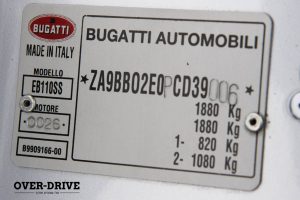 BUGATTI
MADE IN ITALY
MODELLO
EB110SS
MOTORE
0026
B9909166-00
BUGATTI AUTOMOBILI
*ZA9BB02E0PCD39006*
1880 Kg
1880 Kg
1- 820 Kg
2- 1080 Kg
OVER-DRIVE